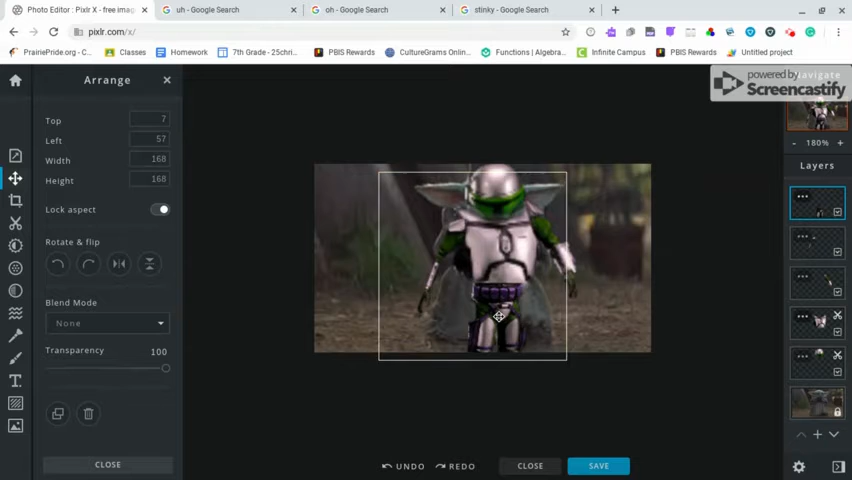 Photo Editor : Pixlr X - free imag
uh - Google Search
oh - Google Search
stinky - Google Search
pixlr.com/x/
PrairiePride.org - C...
Classes
Homework
7th Grade - 25chri...
PBIS Rewards
CultureGrams Onlin...
Functions | Algebra...
Infinite Campus
PBIS Rewards
Untitled project
powered by
Screencastify
Navigate
Arrange
Top 7
Left 57
Width 168
Height 168
Lock aspect
Rotate & flip
Blend Mode
None
Transparency 100
CLOSE
- 180% +
Layers
UNDO
REDO
CLOSE
SAVE